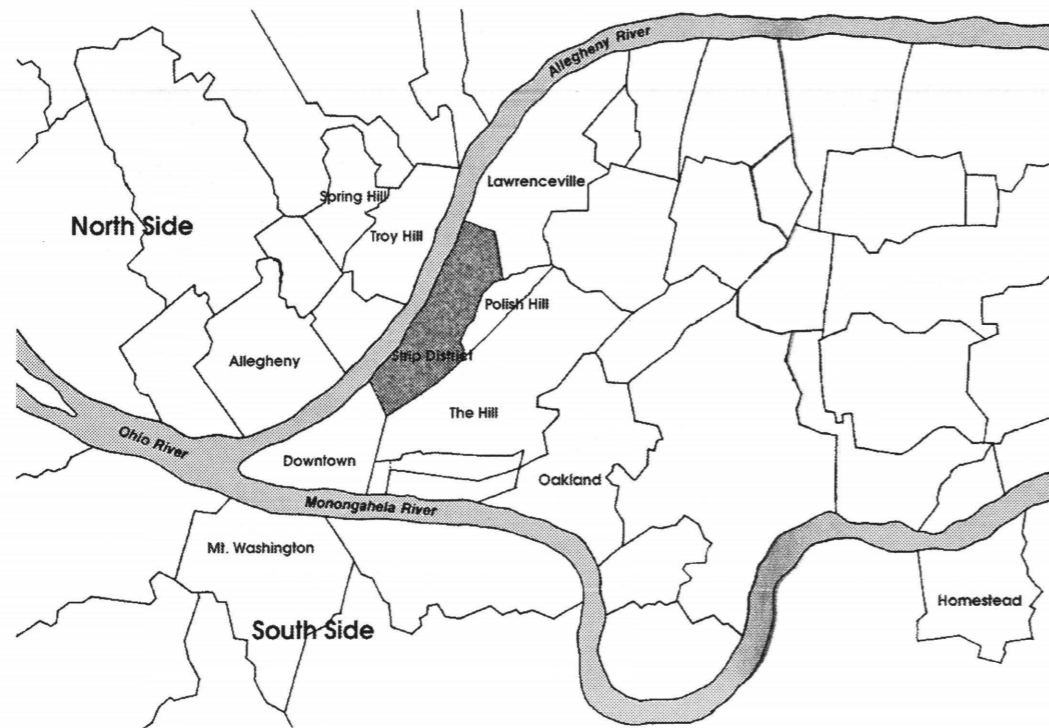 Allegheny River
Lawrenceville
Spring Hill
North Side
Troy Hill
Polish Hill
Strip District
Allegheny
The Hill
Ohio River
Downtown
Oakland
Monongahela River
Mt. Washington
Homestead
South Side